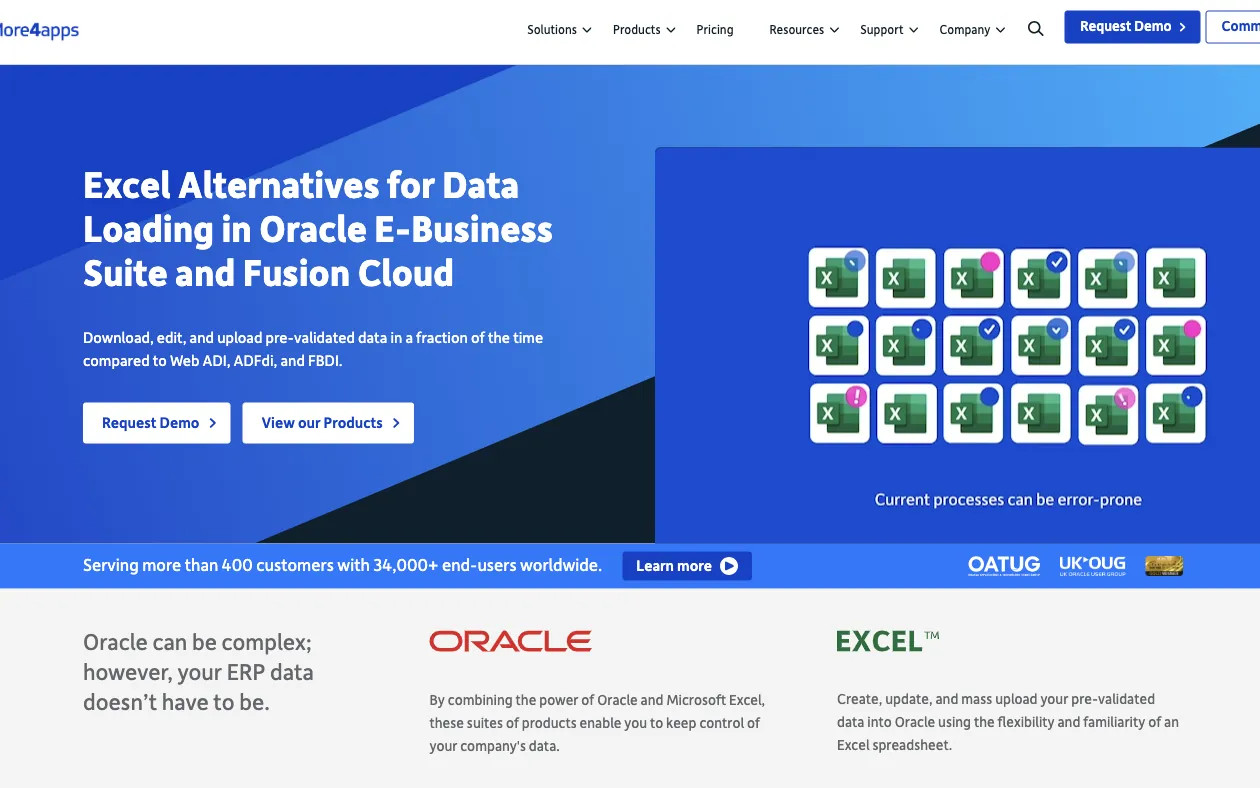 More4apps
Solutions
Products
Pricing
Resources
Support
Company
Request Demo
Comm
Excel Alternatives for Data
Loading in Oracle E-Business
Suite and Fusion Cloud
Download, edit, and upload pre-validated data in a fraction of the time
compared to Web ADI, ADFdi, and FBDI.
Request Demo
View our Products
Current processes can be error-prone
Serving more than 400 customers with 34,000+ end-users worldwide.
Learn more
OATUG
UKOUG
UK ORACLE USER GROUP
Oracle can be complex;
however, your ERP data
doesn’t have to be.
ORACLE
By combining the power of Oracle and Microsoft Excel,
these suites of products enable you to keep control of
your company's data.
EXCEL™
Create, update, and mass upload your pre-validated
data into Oracle using the flexibility and familiarity of an
Excel spreadsheet.